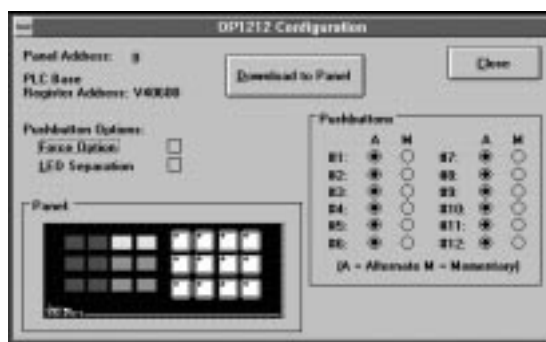 OP1212 Configuration
Panel Address: 0
PLC Base
Register Address: V40600
Download to Panel
Close
Pushbutton Options:
Force Option
LED Separation
Panel
Pushbuttons
A M A M
#1: #7:
#2: #8:
#3: #9:
#4: #10:
#5: #11:
#6: #12:
(A = Alternate M = Momentary)